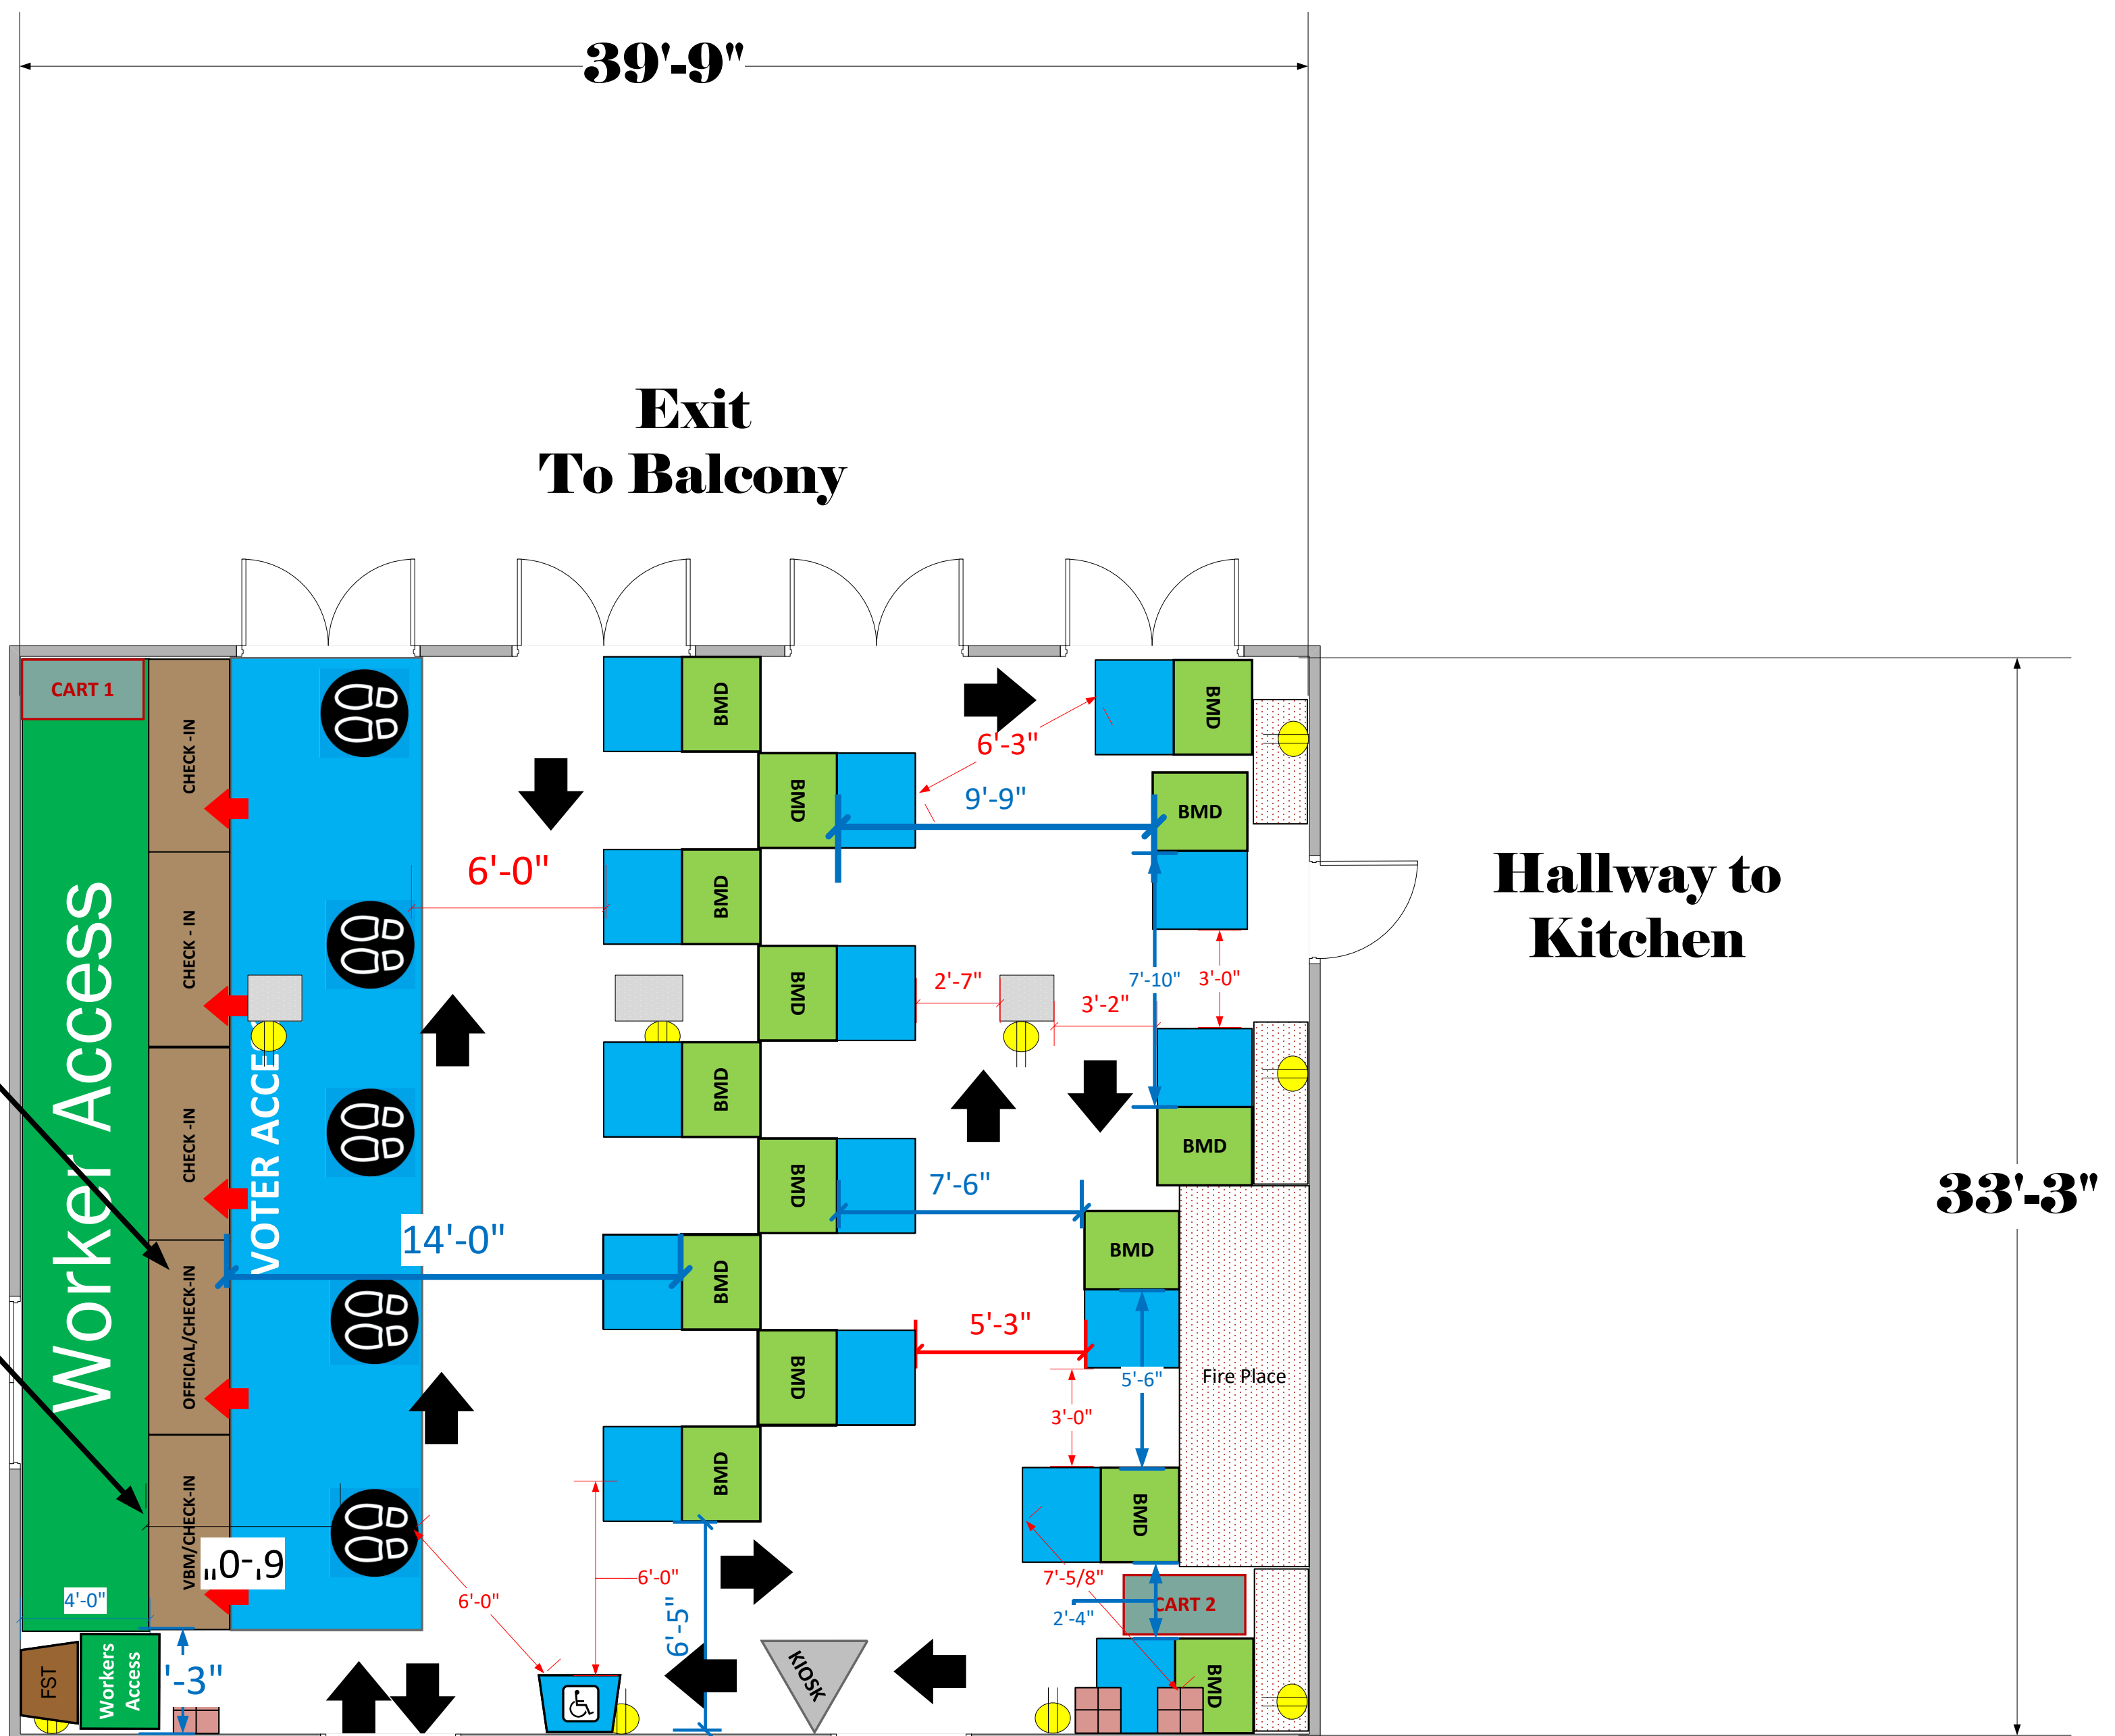 39'-9"
Exit
To Balcony
CART 1
CHECK -IN
BMD
BMD
6'-3"
BMD
9'-9"
BMD
6'-0"
Hallway to
Kitchen
Worker Access
CHECK - IN
BMD
BMD
2'-7"
3'-2"
7'-10"
3'-0"
VOTER ACCES
CHECK -IN
BMD
BMD
BMD
7'-6"
33'-3"
14'-0"
OFFICIAL/CHECK-IN
BMD
BMD
5'-3"
BMD
5'-6"
Fire Place
3'-0"
VBM/CHECK-IN
BMD
BMD
6'-0"
4'-0"
6'-0"
6'-0"
7'-5/8"
CART 2
2'-4"
6'-5"
FST
Workers
Access
'-3"
KIOSK
BMD